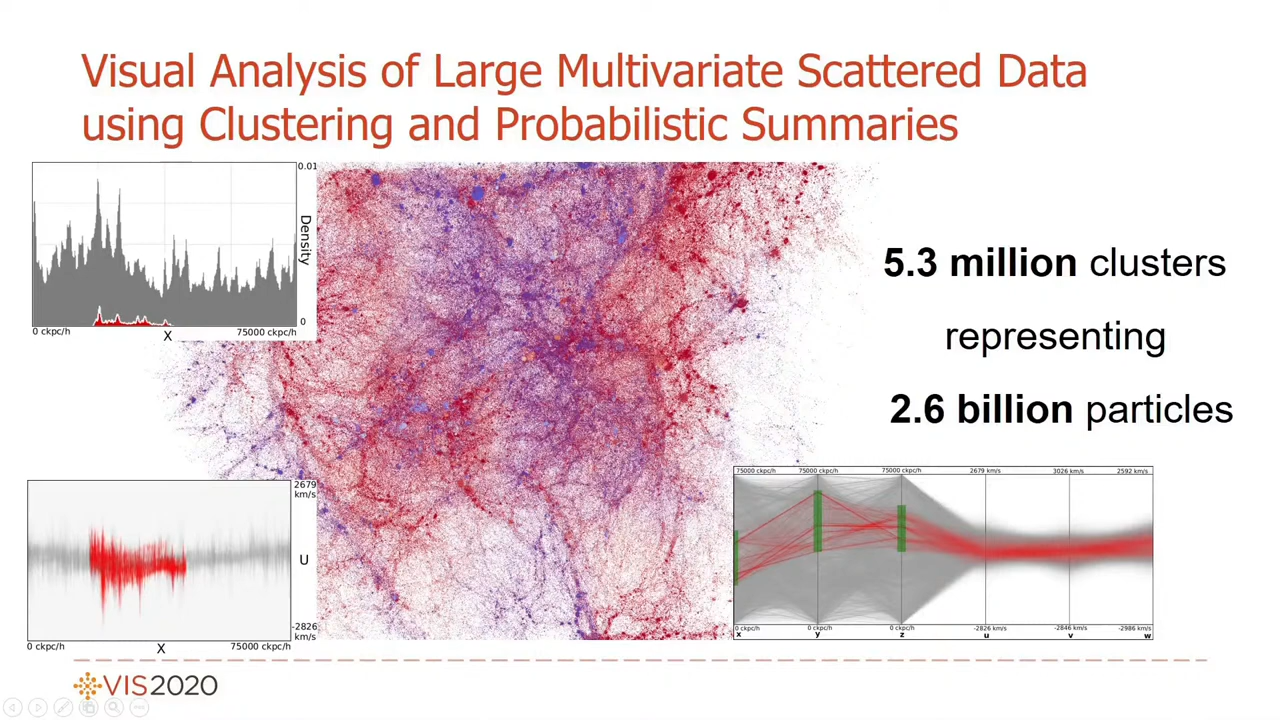 Visual Analysis of Large Multivariate Scattered Data
using Clustering and Probabilistic Summaries
0.01
Density
0
0 ckpc/h
75000 ckpc/h
X
5.3 million clusters
representing
2.6 billion particles
2679
km/s
U
-2826
km/s
0 ckpc/h
75000 ckpc/h
X
75000 ckpc/h 75000 ckpc/h 75000 ckpc/h 2679 km/s 3026 km/s 2592 km/s
0 ckpc/h 0 ckpc/h 0 ckpc/h -2826 km/s -2846 km/s -2986 km/s
x y z u v w
VIS2020